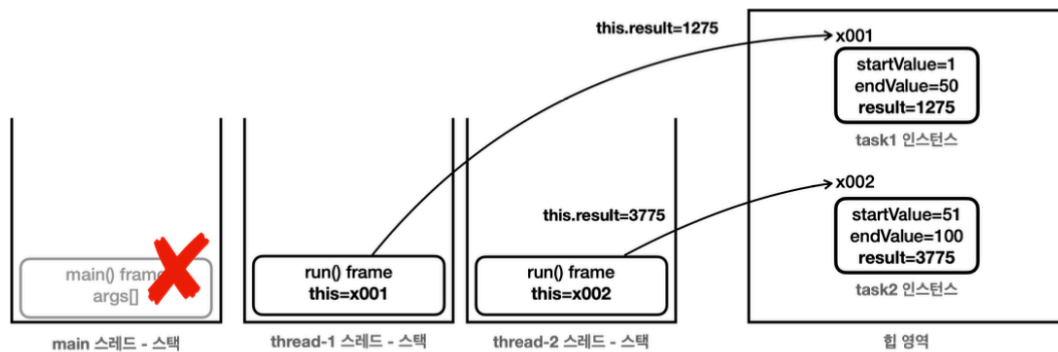 this.result=1275
x001
startValue=1
endValue=50
result=1275
task1 인스턴스
x002
this.result=3775
startValue=51
endValue=100
result=3775
task2 인스턴스
main() frame
args[]
run() frame
this=x001
run() frame
this=x002
main 스레드 - 스택
thread-1 스레드 - 스택
thread-2 스레드 - 스택
힙 영역